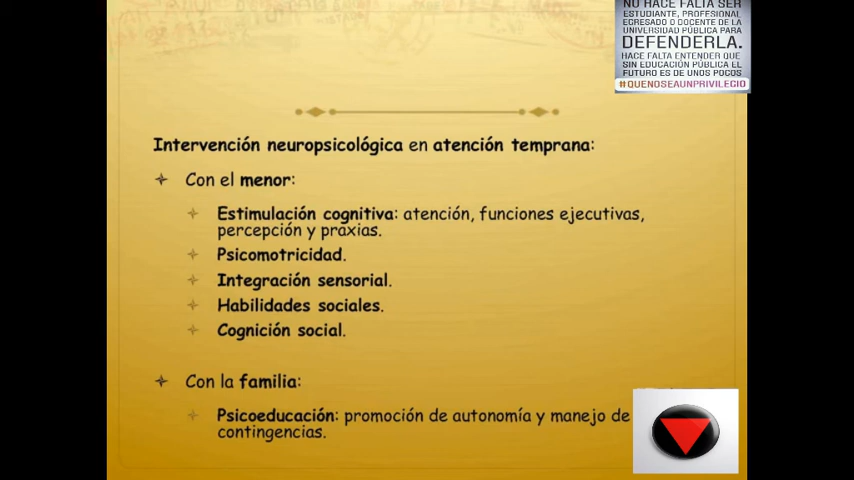 NO HACE FALTA SER
ESTUDIANTE, PROFESIONAL
EGRESADO O DOCENTE DE LA
UNIVERSIDAD PÚBLICA PARA
DEFENDERLA.
HACE FALTA ENTENDER QUE
SIN EDUCACIÓN PÚBLICA EL
FUTURO ES DE UNOS POCOS
#QUENOSEAUNPRIVILEGIO
Intervención neuropsicológica en atención temprana:
Con el menor:
Estimulación cognitiva: atención, funciones ejecutivas,
percepción y praxias.
Psicomotricidad.
Integración sensorial.
Habilidades sociales.
Cognición social.
Con la familia:
Psicoeducación: promoción de autonomía y manejo de
contingencias.